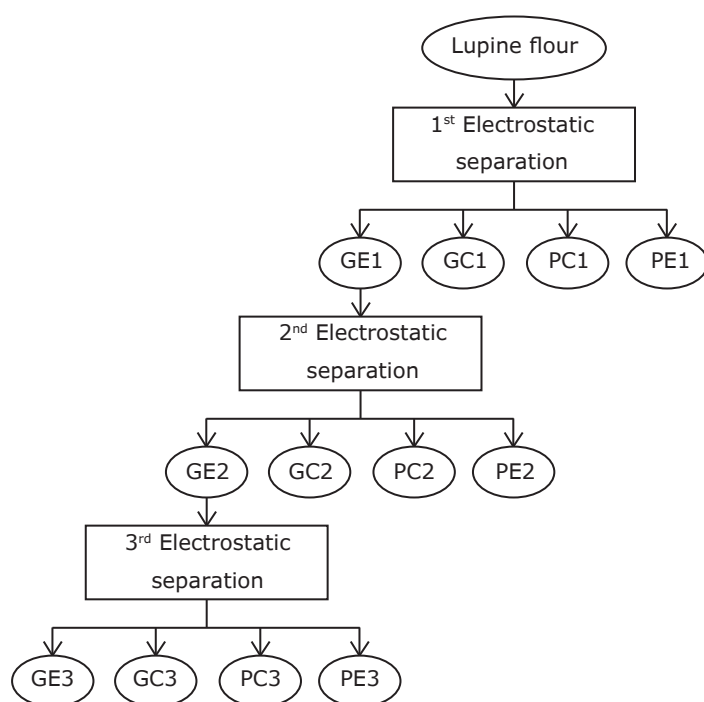 Lupine flour
1st Electrostatic
separation
GE1 GC1 PC1 PE1
2nd Electrostatic
separation
GE2 GC2 PC2 PE2
3rd Electrostatic
separation
GE3 GC3 PC3 PE3